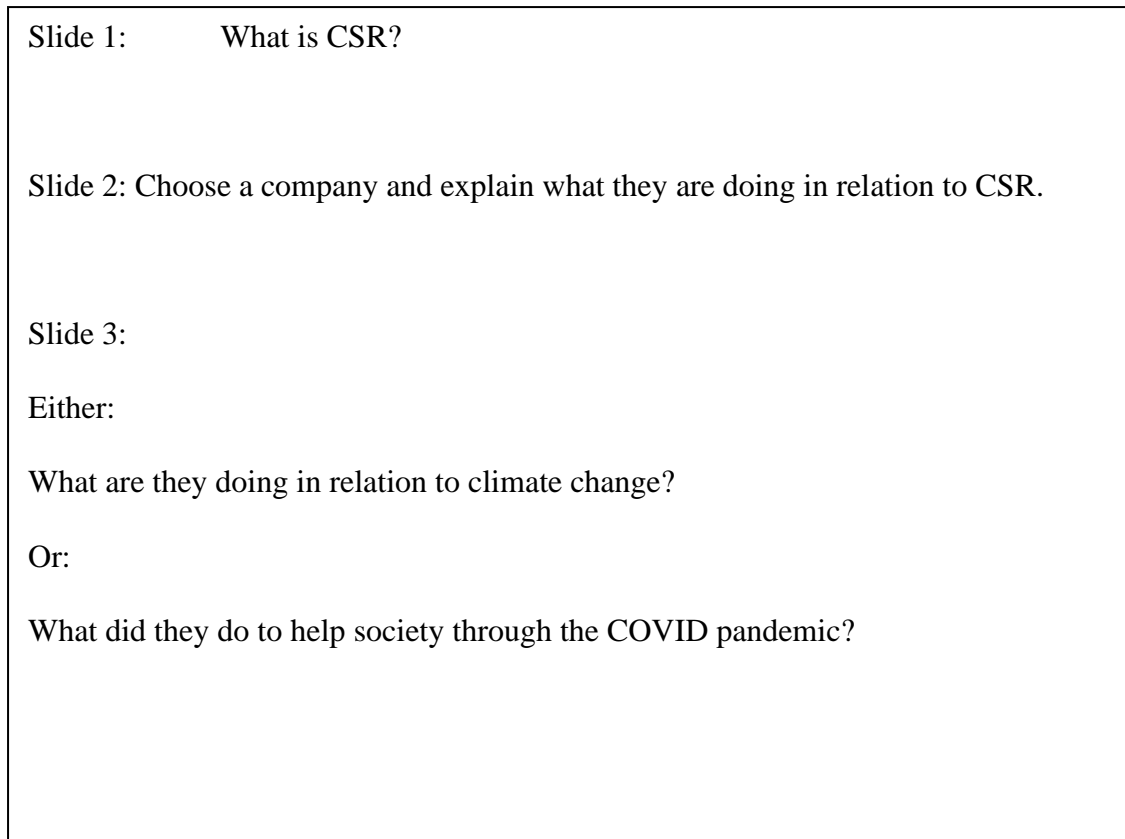 Slide 1: What is CSR?
Slide 2: Choose a company and explain what they are doing in relation to CSR.
Slide 3:
Either:
What are they doing in relation to climate change?
Or:
What did they do to help society through the COVID pandemic?